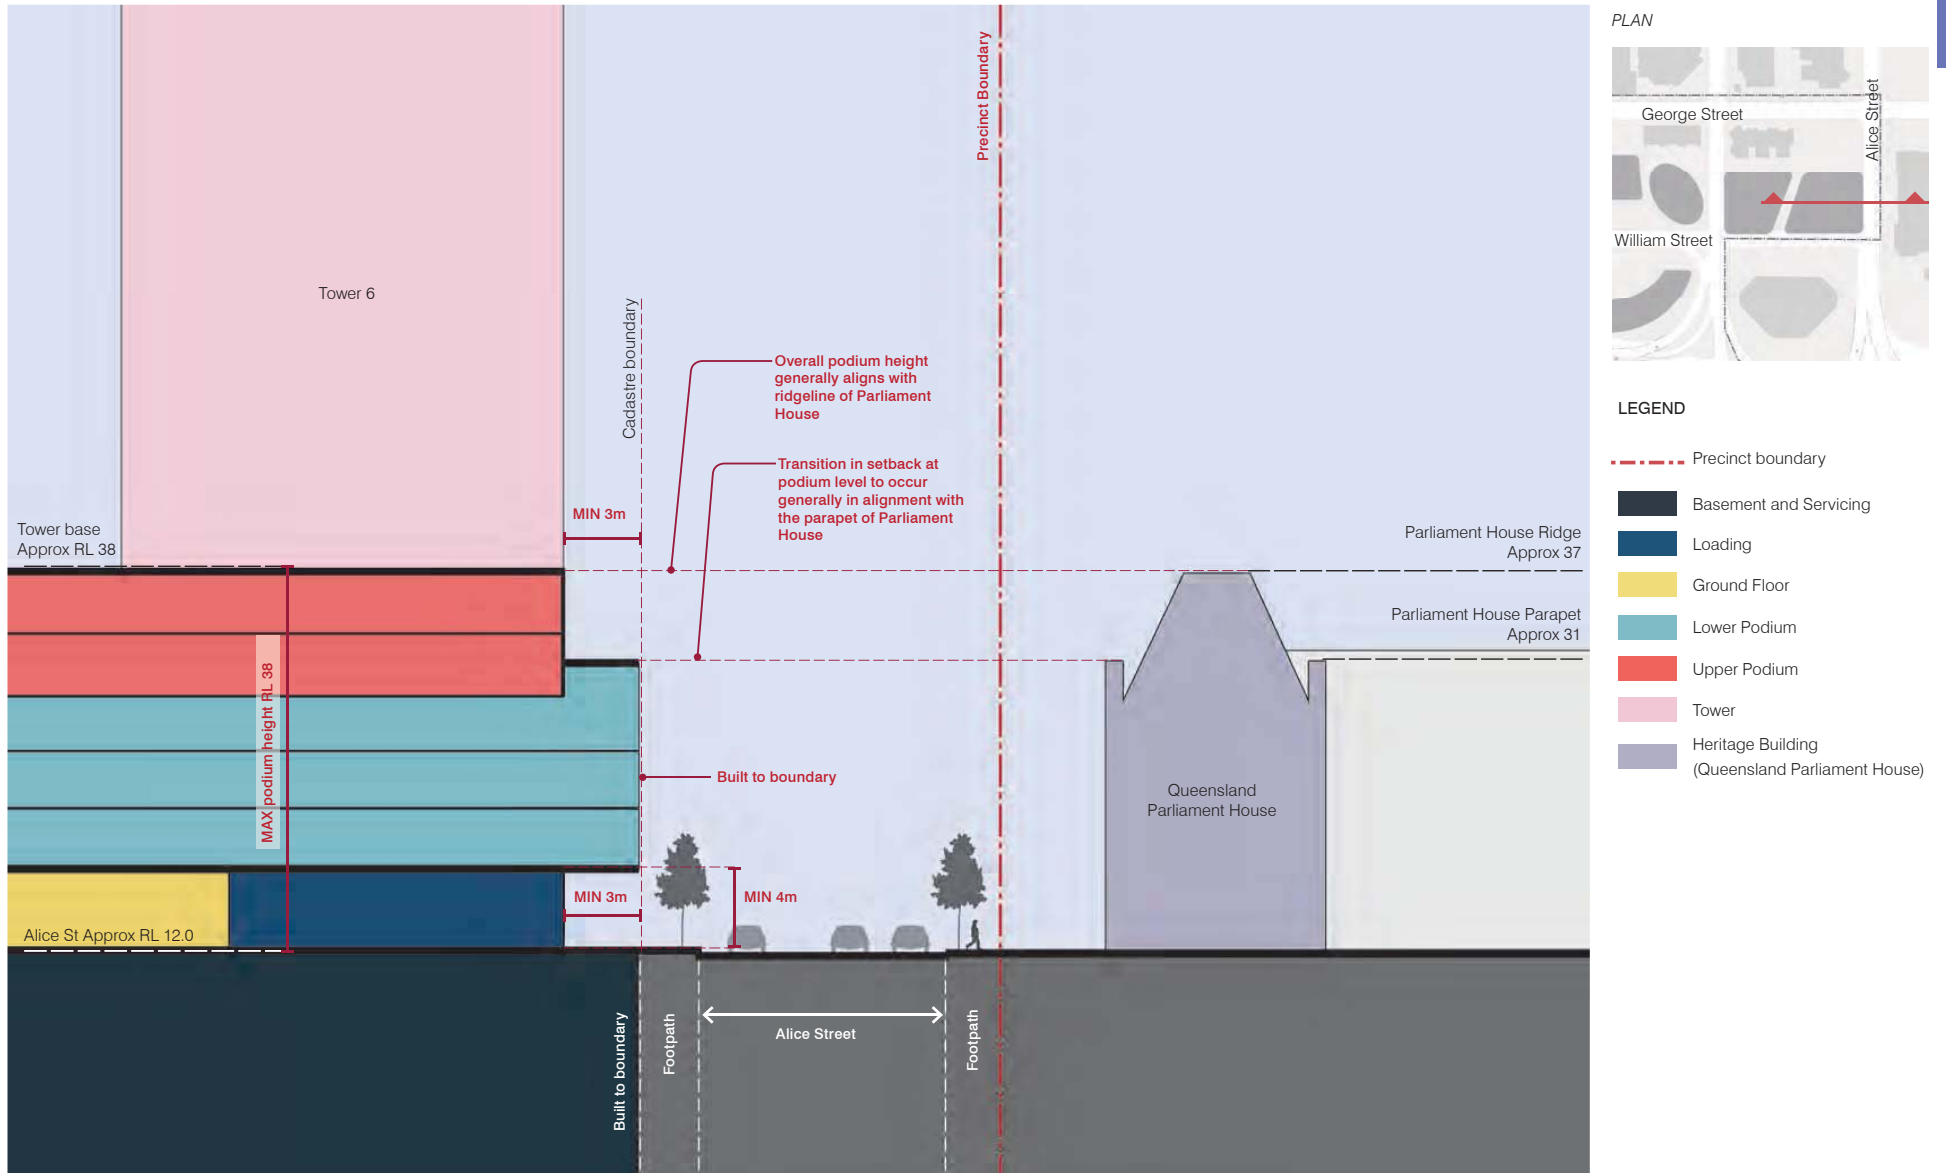 PLAN
George Street
Alice Street
William Street
Precinct Boundary
Tower 6
Cadastre boundary
Overall podium height
generally aligns with
ridgeline of Parliament
House
Transition in setback at
podium level to occur
generally in alignment with
the parapet of Parliament
House
MIN 3m
Tower base
Approx RL 38
Parliament House Ridge
Approx 37
Parliament House Parapet
Approx 31
MAX podium height RL 38
Built to boundary
Queensland
Parliament House
MIN 3m
MIN 4m
Alice St Approx RL 12.0
Built to boundary
Footpath
Alice Street
Footpath
LEGEND
Precinct boundary
Basement and Servicing
Loading
Ground Floor
Lower Podium
Upper Podium
Tower
Heritage Building
(Queensland Parliament House)